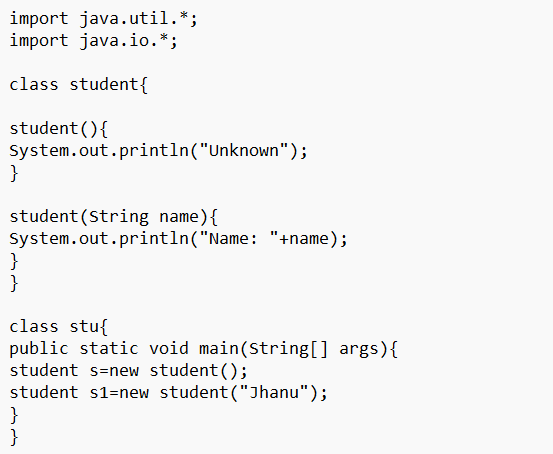 import java.util.*;
import java.io.*;

class student{

student(){
System.out.println("Unknown");
}

student(String name){
System.out.println("Name: "+name);
}
}

class stu{
public static void main(String[] args){
student s=new student();
student s1=new student("Jhanu");
}
}